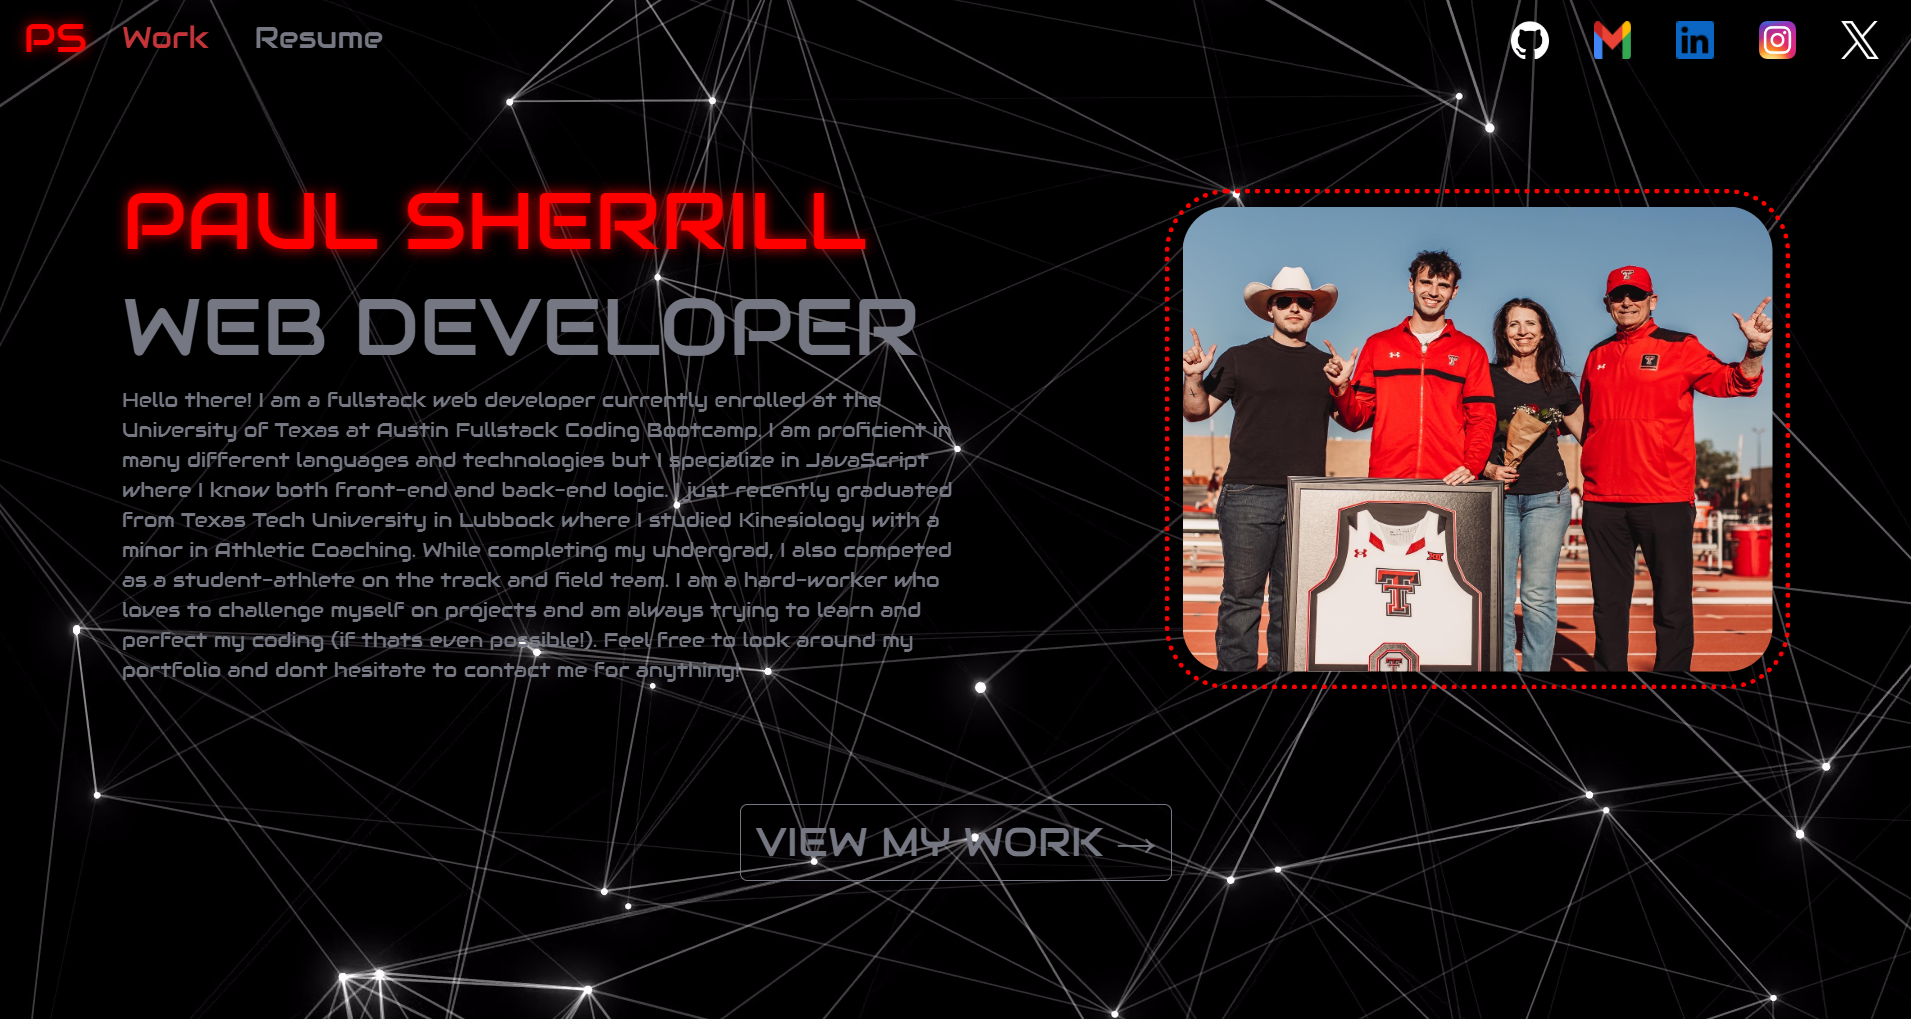 PS Work Resume
PAUL SHERRILL
WEB DEVELOPER
Hello there! I am a fullstack web developer currently enrolled at the
University of Texas at Austin Fullstack Coding Bootcamp. I am proficient in
many different languages and technologies but I specialize in JavaScript
where I know both front-end and back-end logic. I just recently graduated
from Texas Tech University in Lubbock where I studied Kinesiology with a
minor in Athletic Coaching. While completing my undergrad, I also competed
as a student-athlete on the track and field team. I am a hard-worker who
loves to challenge myself on projects and am always trying to learn and
perfect my coding (if thats even possible!). Feel free to look around my
portfolio and dont hesitate to contact me for anything!
VIEW MY WORK →